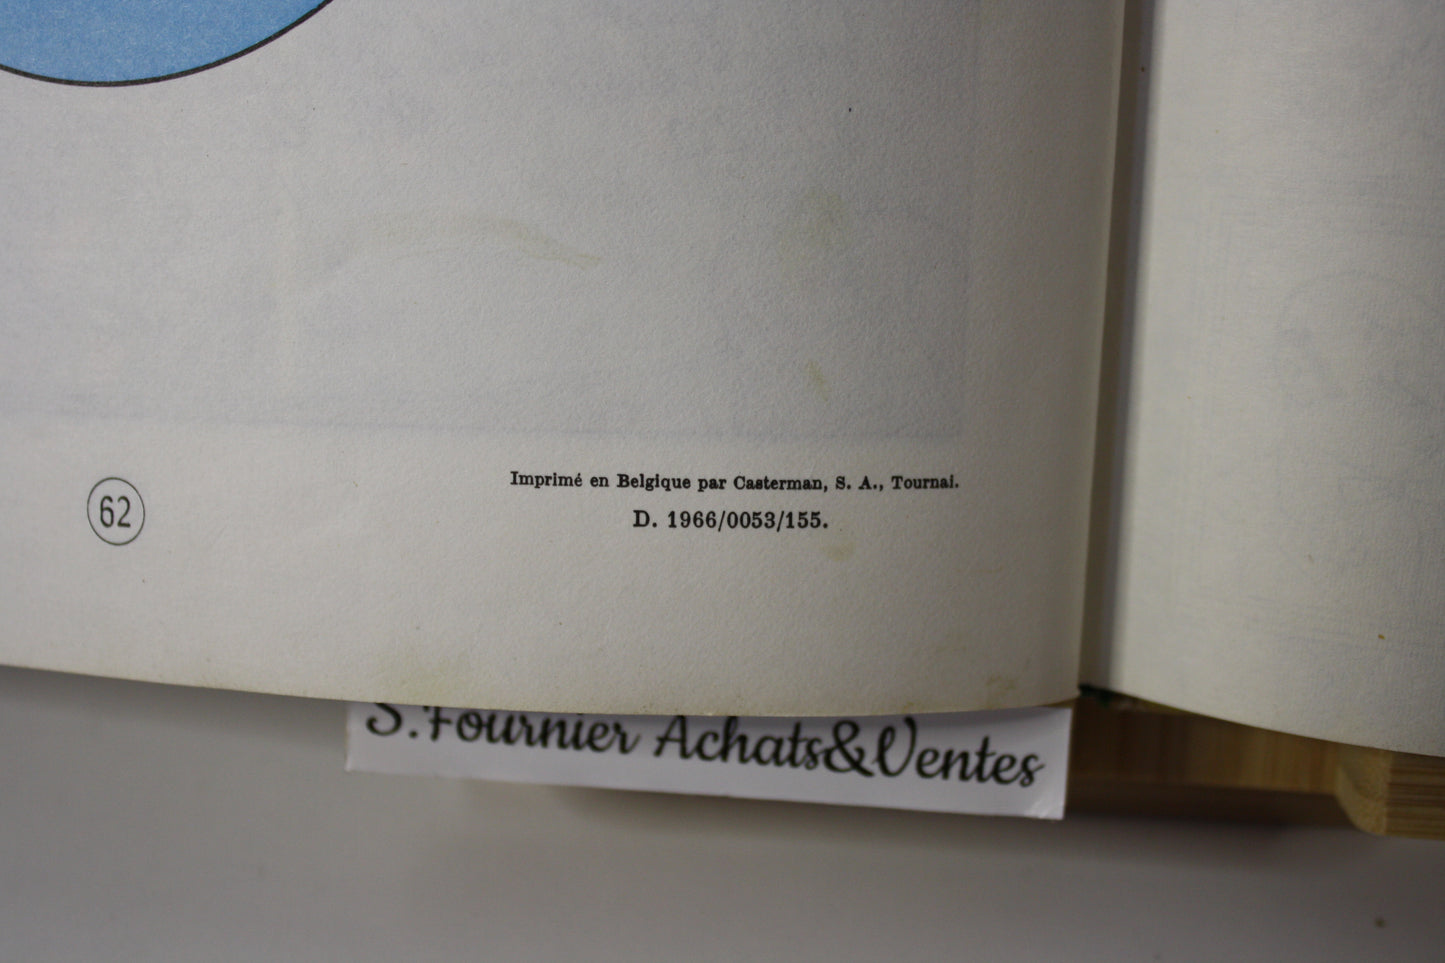 62
Imprimé en Belgique par Casterman, S. A., Tournai.
D. 1966/0053/155.
S.Fournier Achats&Ventes